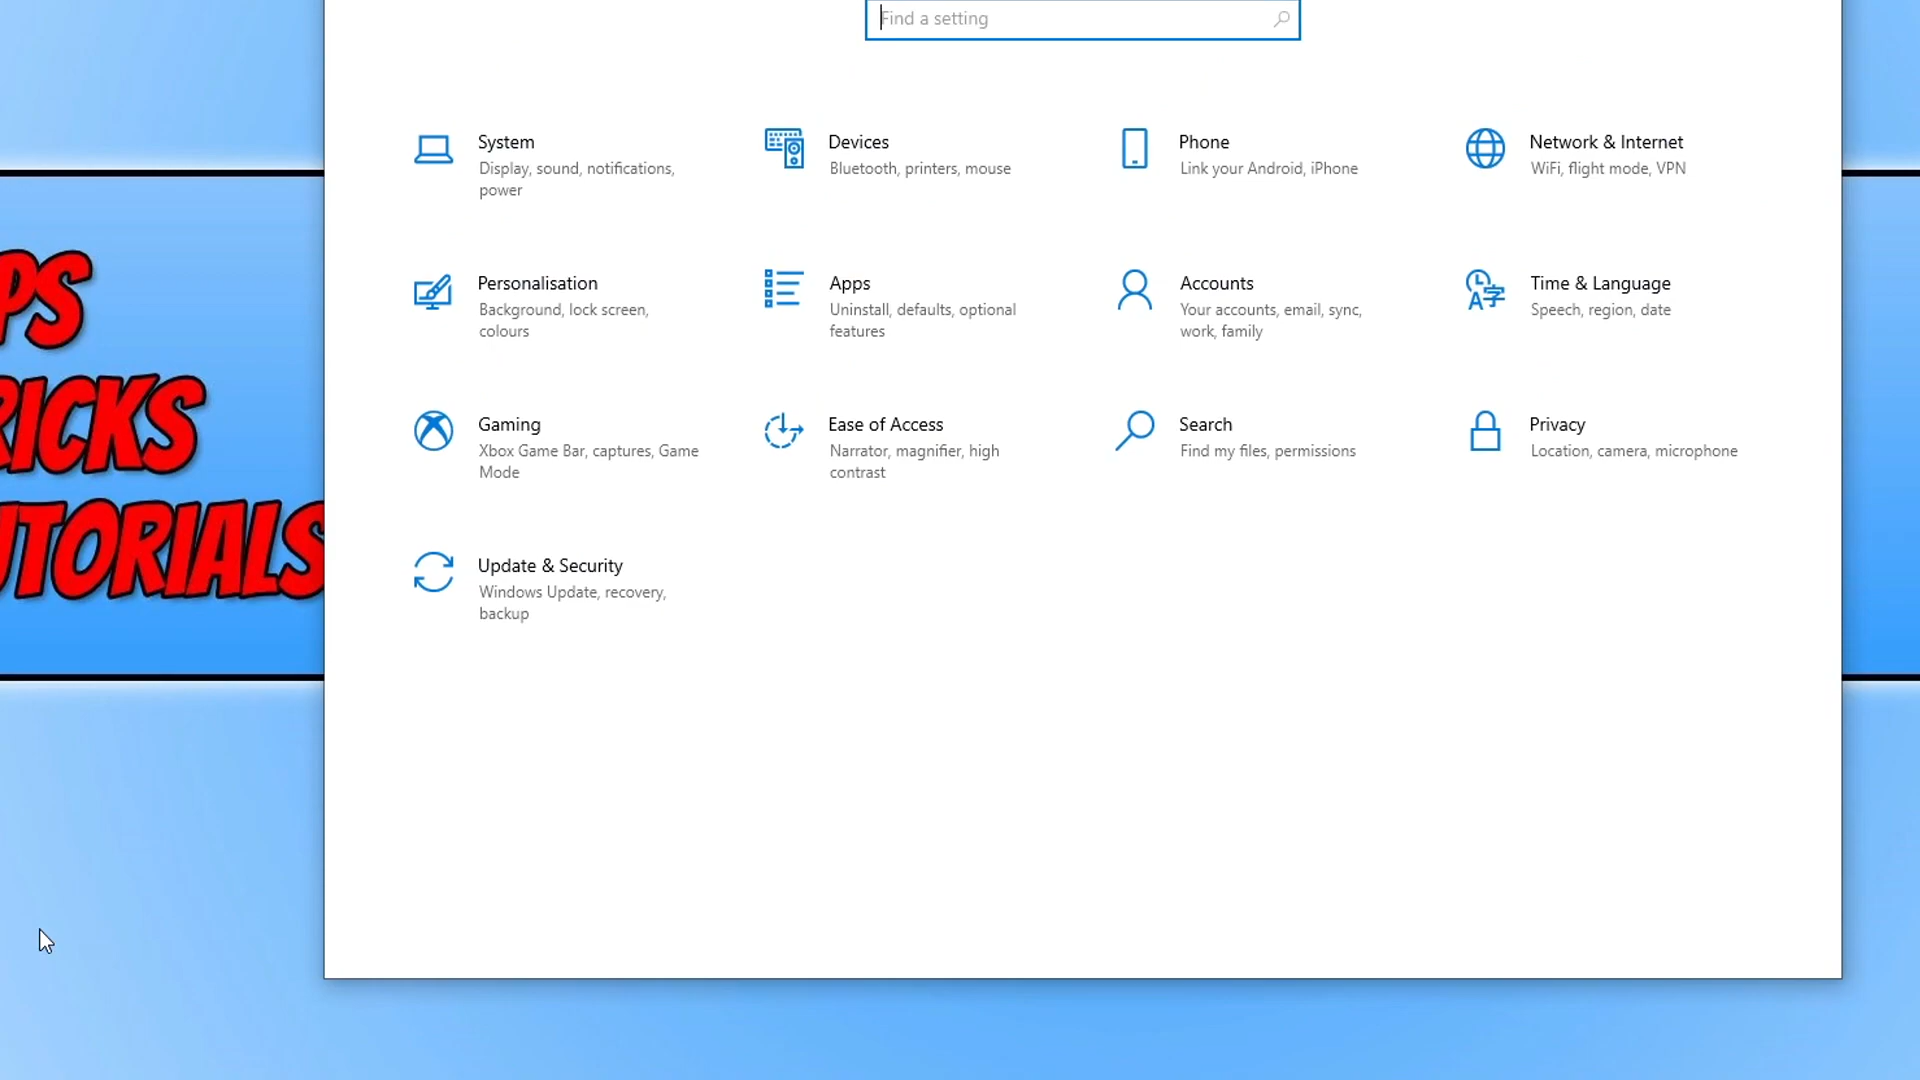 Find a setting
System
Display, sound, notifications,
power
Devices
Bluetooth, printers, mouse
Phone
Link your Android, iPhone
Network & Internet
WiFi, flight mode, VPN
Personalisation
Background, lock screen,
colours
Apps
Uninstall, defaults, optional
features
Accounts
Your accounts, email, sync,
work, family
Time & Language
Speech, region, date
Gaming
Xbox Game Bar, captures, Game
Mode
Ease of Access
Narrator, magnifier, high
contrast
Search
Find my files, permissions
Privacy
Location, camera, microphone
Update & Security
Windows Update, recovery,
backup
PS
RICKS
UTORIALS